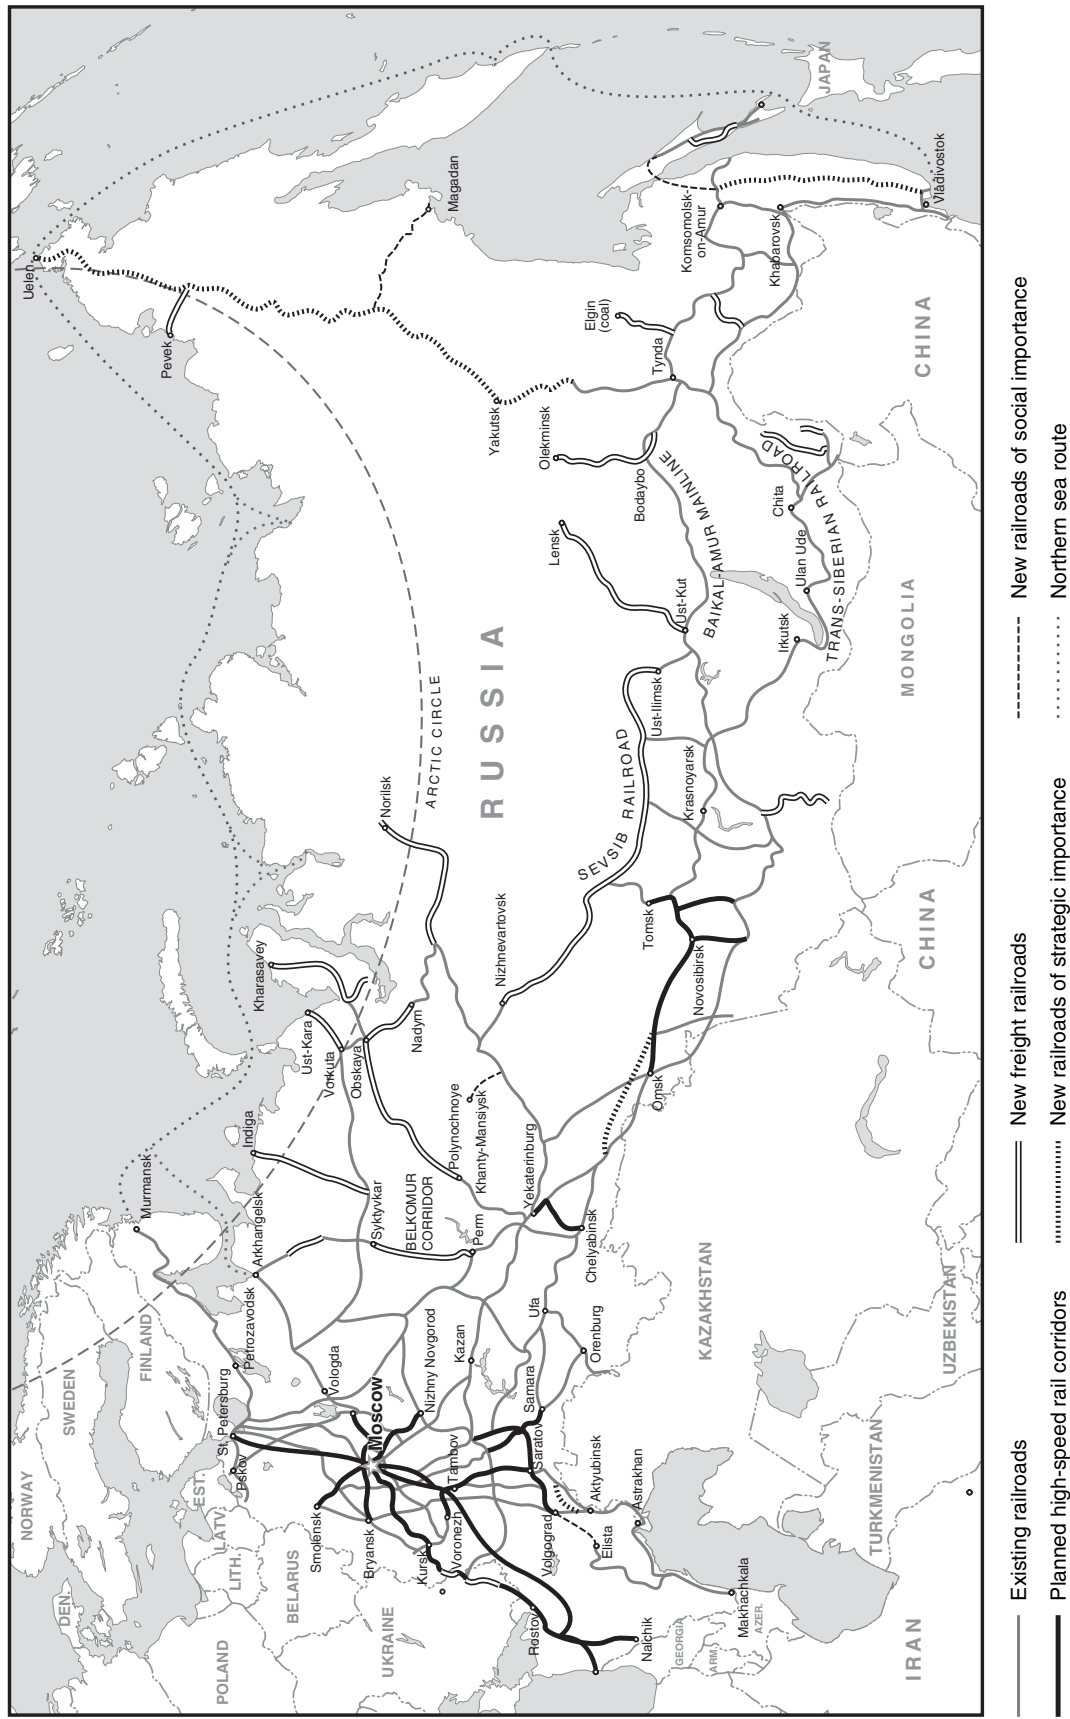 NORWAY
SWEDEN
FINLAND
DEN.
EST.
LATV.
LITH.
POLAND
BELARUS
UKRAINE
GEORGIA
ARM.
AZER.
IRAN
TURKMENISTAN
UZBEKISTAN
KAZAKHSTAN
CHINA
MONGOLIA
CHINA
JAPAN
RUSSIA
ARCTIC CIRCLE
Murmansk
Petrozavodsk
St. Petersburg
Pskov
Arkhangelsk
Indiga
Vologda
Moscow
Smolensk
Bryansk
Kursk
Voronezh
Tambov
Nizhny Novgorod
Kazan
Samara
Saratov
Volgograd
Elista
Rostov
Nalchik
Makhachkala
Astrakhan
Aktyubinsk
Orenburg
Ufa
Chelyabinsk
Yekaterinburg
Perm
Syktyvkar
BELKOMUR
CORRIDOR
Polynochnoye
Khanty-Mansiysk
Vorkuta
Ust-Kara
Obskaya
Kharasavey
Nadym
Norilsk
Nizhnevartovsk
Omsk
Novosibirsk
Tomsk
SEVSIB RAILROAD
Krasnoyarsk
Ust-Ilimsk
Ust-Kut
Lensk
Irkutsk
Ulan Ude
Chita
TRANS-SIBERIAN RAILROAD
BAIKAL-AMUR MAINLINE
Bodaybo
Olekminsk
Yakutsk
Tynda
Elgin
(coal)
Komsomolsk-
on-Amur
Khabarovsk
Vladivostok
Magadan
Pevek
Uelen
Existing railroads
Planned high-speed rail corridors
New freight railroads
New railroads of strategic importance
New railroads of social importance
Northern sea route